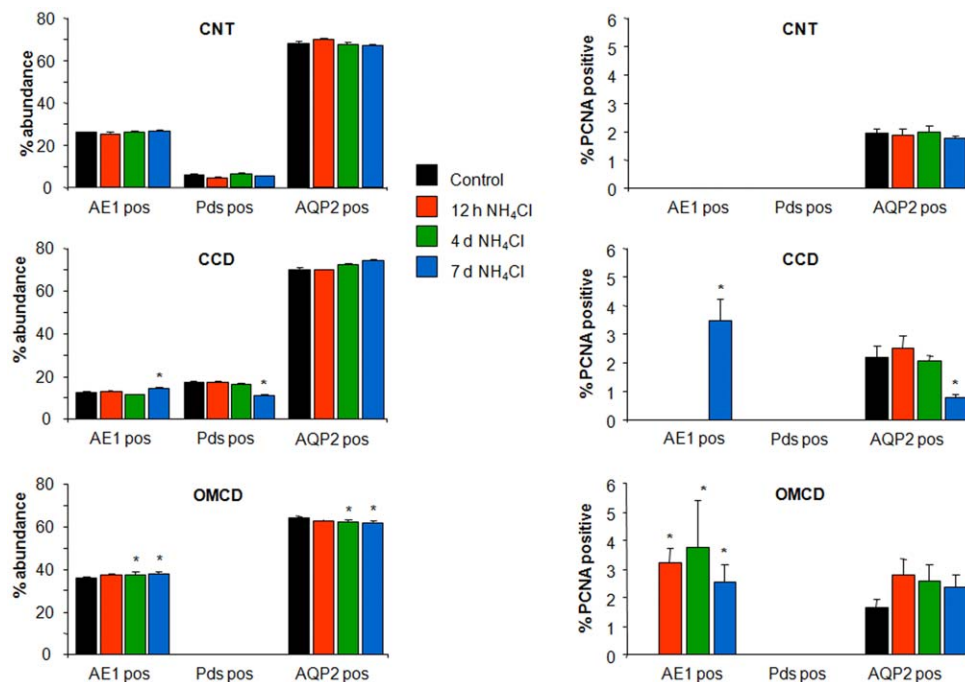 CNT
% abundance
80
60
40
20
0
AE1 pos
Pds pos
AQP2 pos
Control
12 h NH₄Cl
4 d NH₄Cl
7 d NH₄Cl
CNT
% PCNA positive
6
5
4
3
2
1
0
AE1 pos
Pds pos
AQP2 pos
CCD
% abundance
80
60
40
20
0
*
*
AE1 pos
Pds pos
AQP2 pos
CCD
% PCNA positive
6
5
4
3
2
1
0
*
*
AE1 pos
Pds pos
AQP2 pos
OMCD
% abundance
80
60
40
20
0
* *
* *
AE1 pos
Pds pos
AQP2 pos
OMCD
% PCNA positive
6
5
4
3
2
1
0
* * *
AE1 pos
Pds pos
AQP2 pos